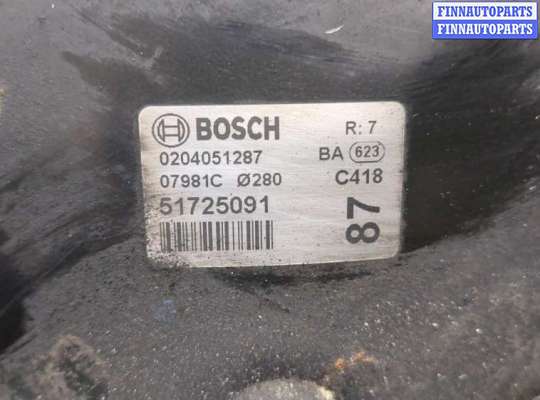 FINNAUTOPARTS
FINNAUTOPARTS
BOSCH R: 7
0204051287 BA 623
07981C Ø280 C418
51725091
87